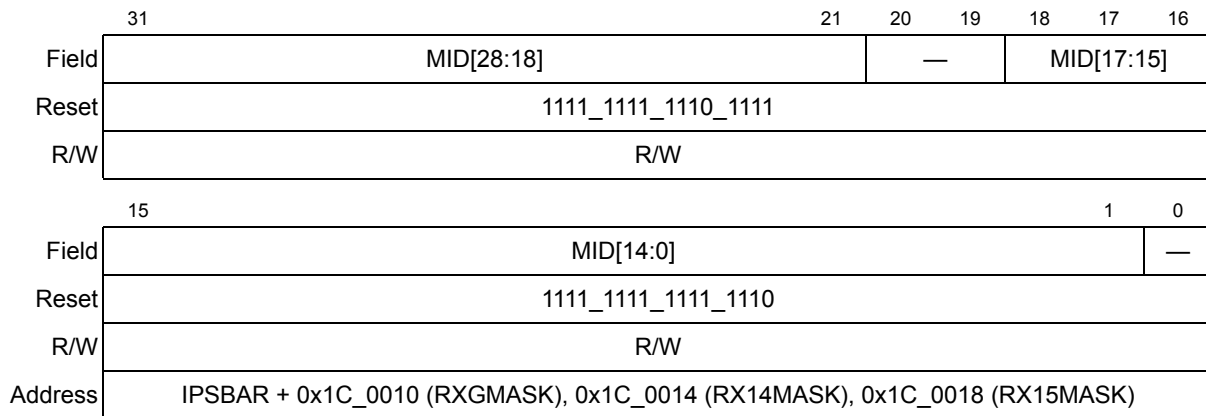 31 21 20 19 18 17 16
Field MID[28:18] — MID[17:15]
Reset 1111_1111_1110_1111
R/W R/W
15 1 0
Field MID[14:0] —
Reset 1111_1111_1111_1110
R/W R/W
Address IPSBAR + 0x1C_0010 (RXGMASK), 0x1C_0014 (RX14MASK), 0x1C_0018 (RX15MASK)